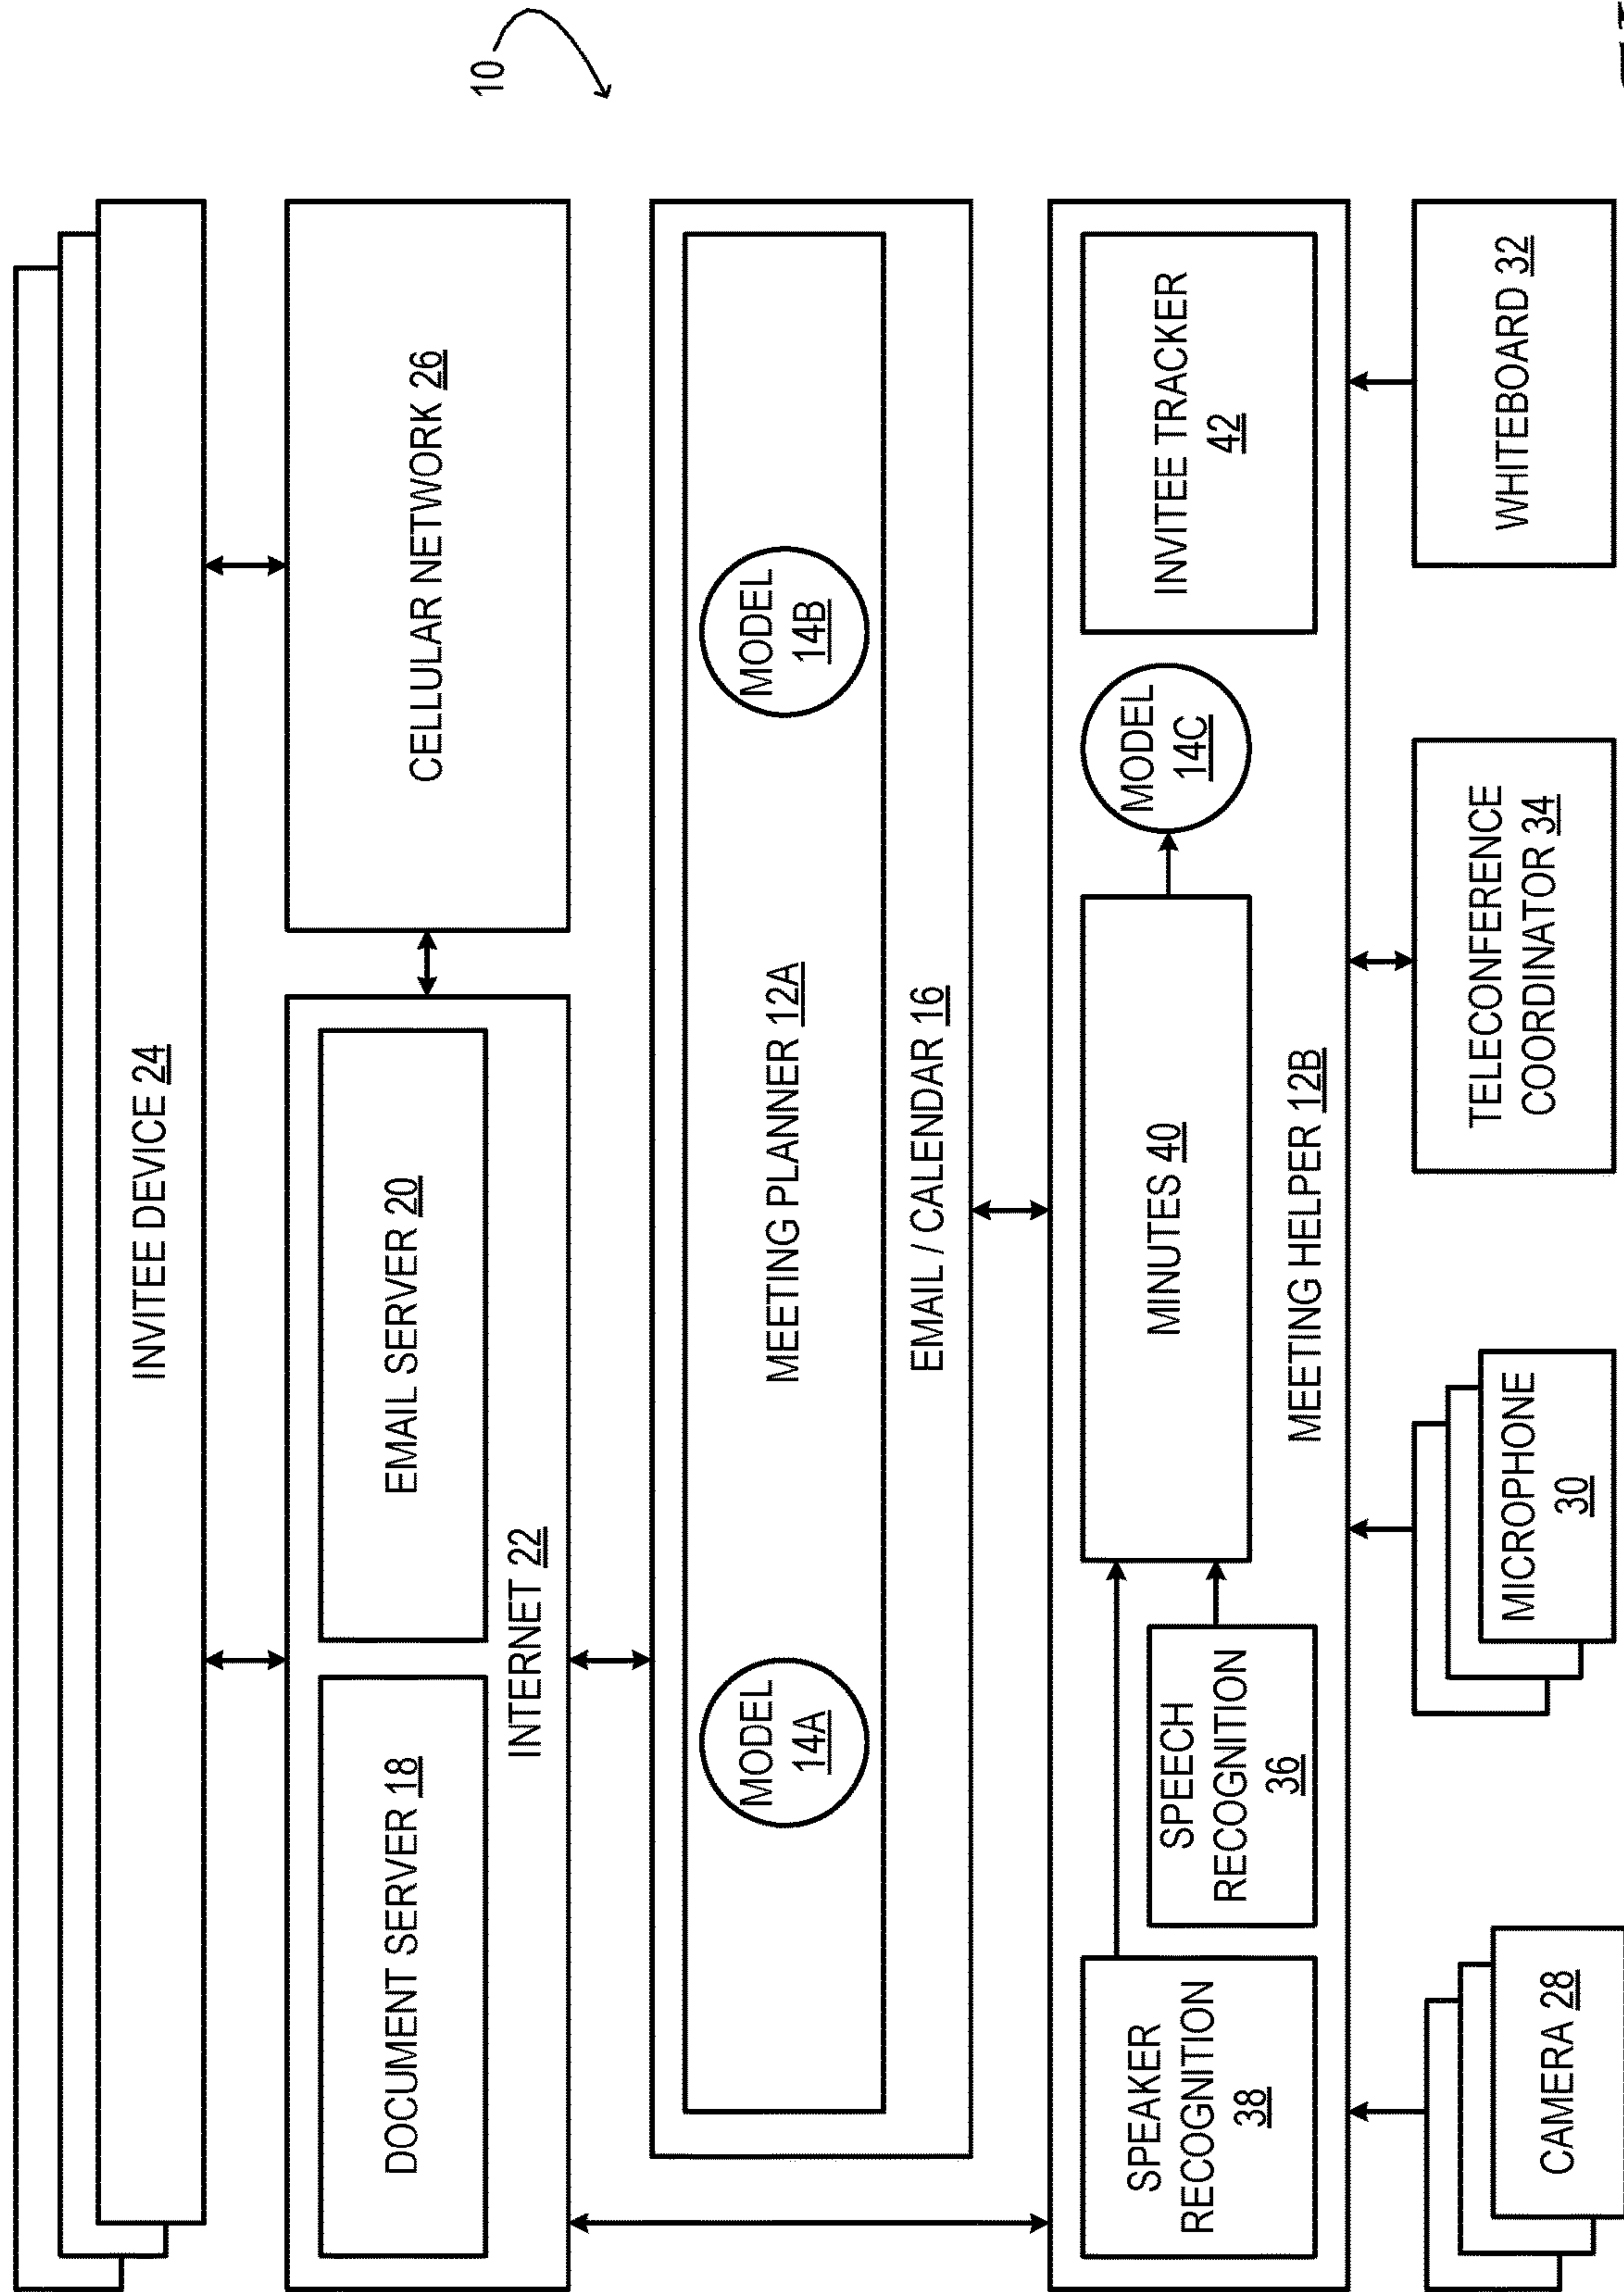 10
INVITEE DEVICE 24
DOCUMENT SERVER 18
EMAIL SERVER 20
INTERNET 22
CELLULAR NETWORK 26
MODEL
14A
MEETING PLANNER 12A
MODEL
14B
EMAIL / CALENDAR 16
SPEAKER
RECOGNITION
38
SPEECH
RECOGNITION
36
MINUTES 40
MODEL
14C
INVITEE TRACKER
42
MEETING HELPER 12B
CAMERA 28
MICROPHONE
30
TELECONFERENCE
COORDINATOR 34
WHITEBOARD 32